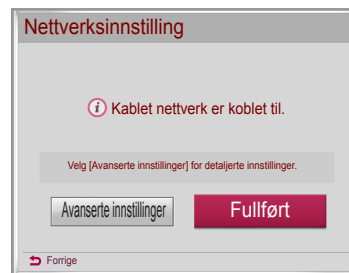 Nettverksinnstilling
Kablet nettverk er koblet til.
Velg [Avanserte innstillinger] for detaljerte innstillinger.
Avanserte innstillinger
Fullført
Forrige